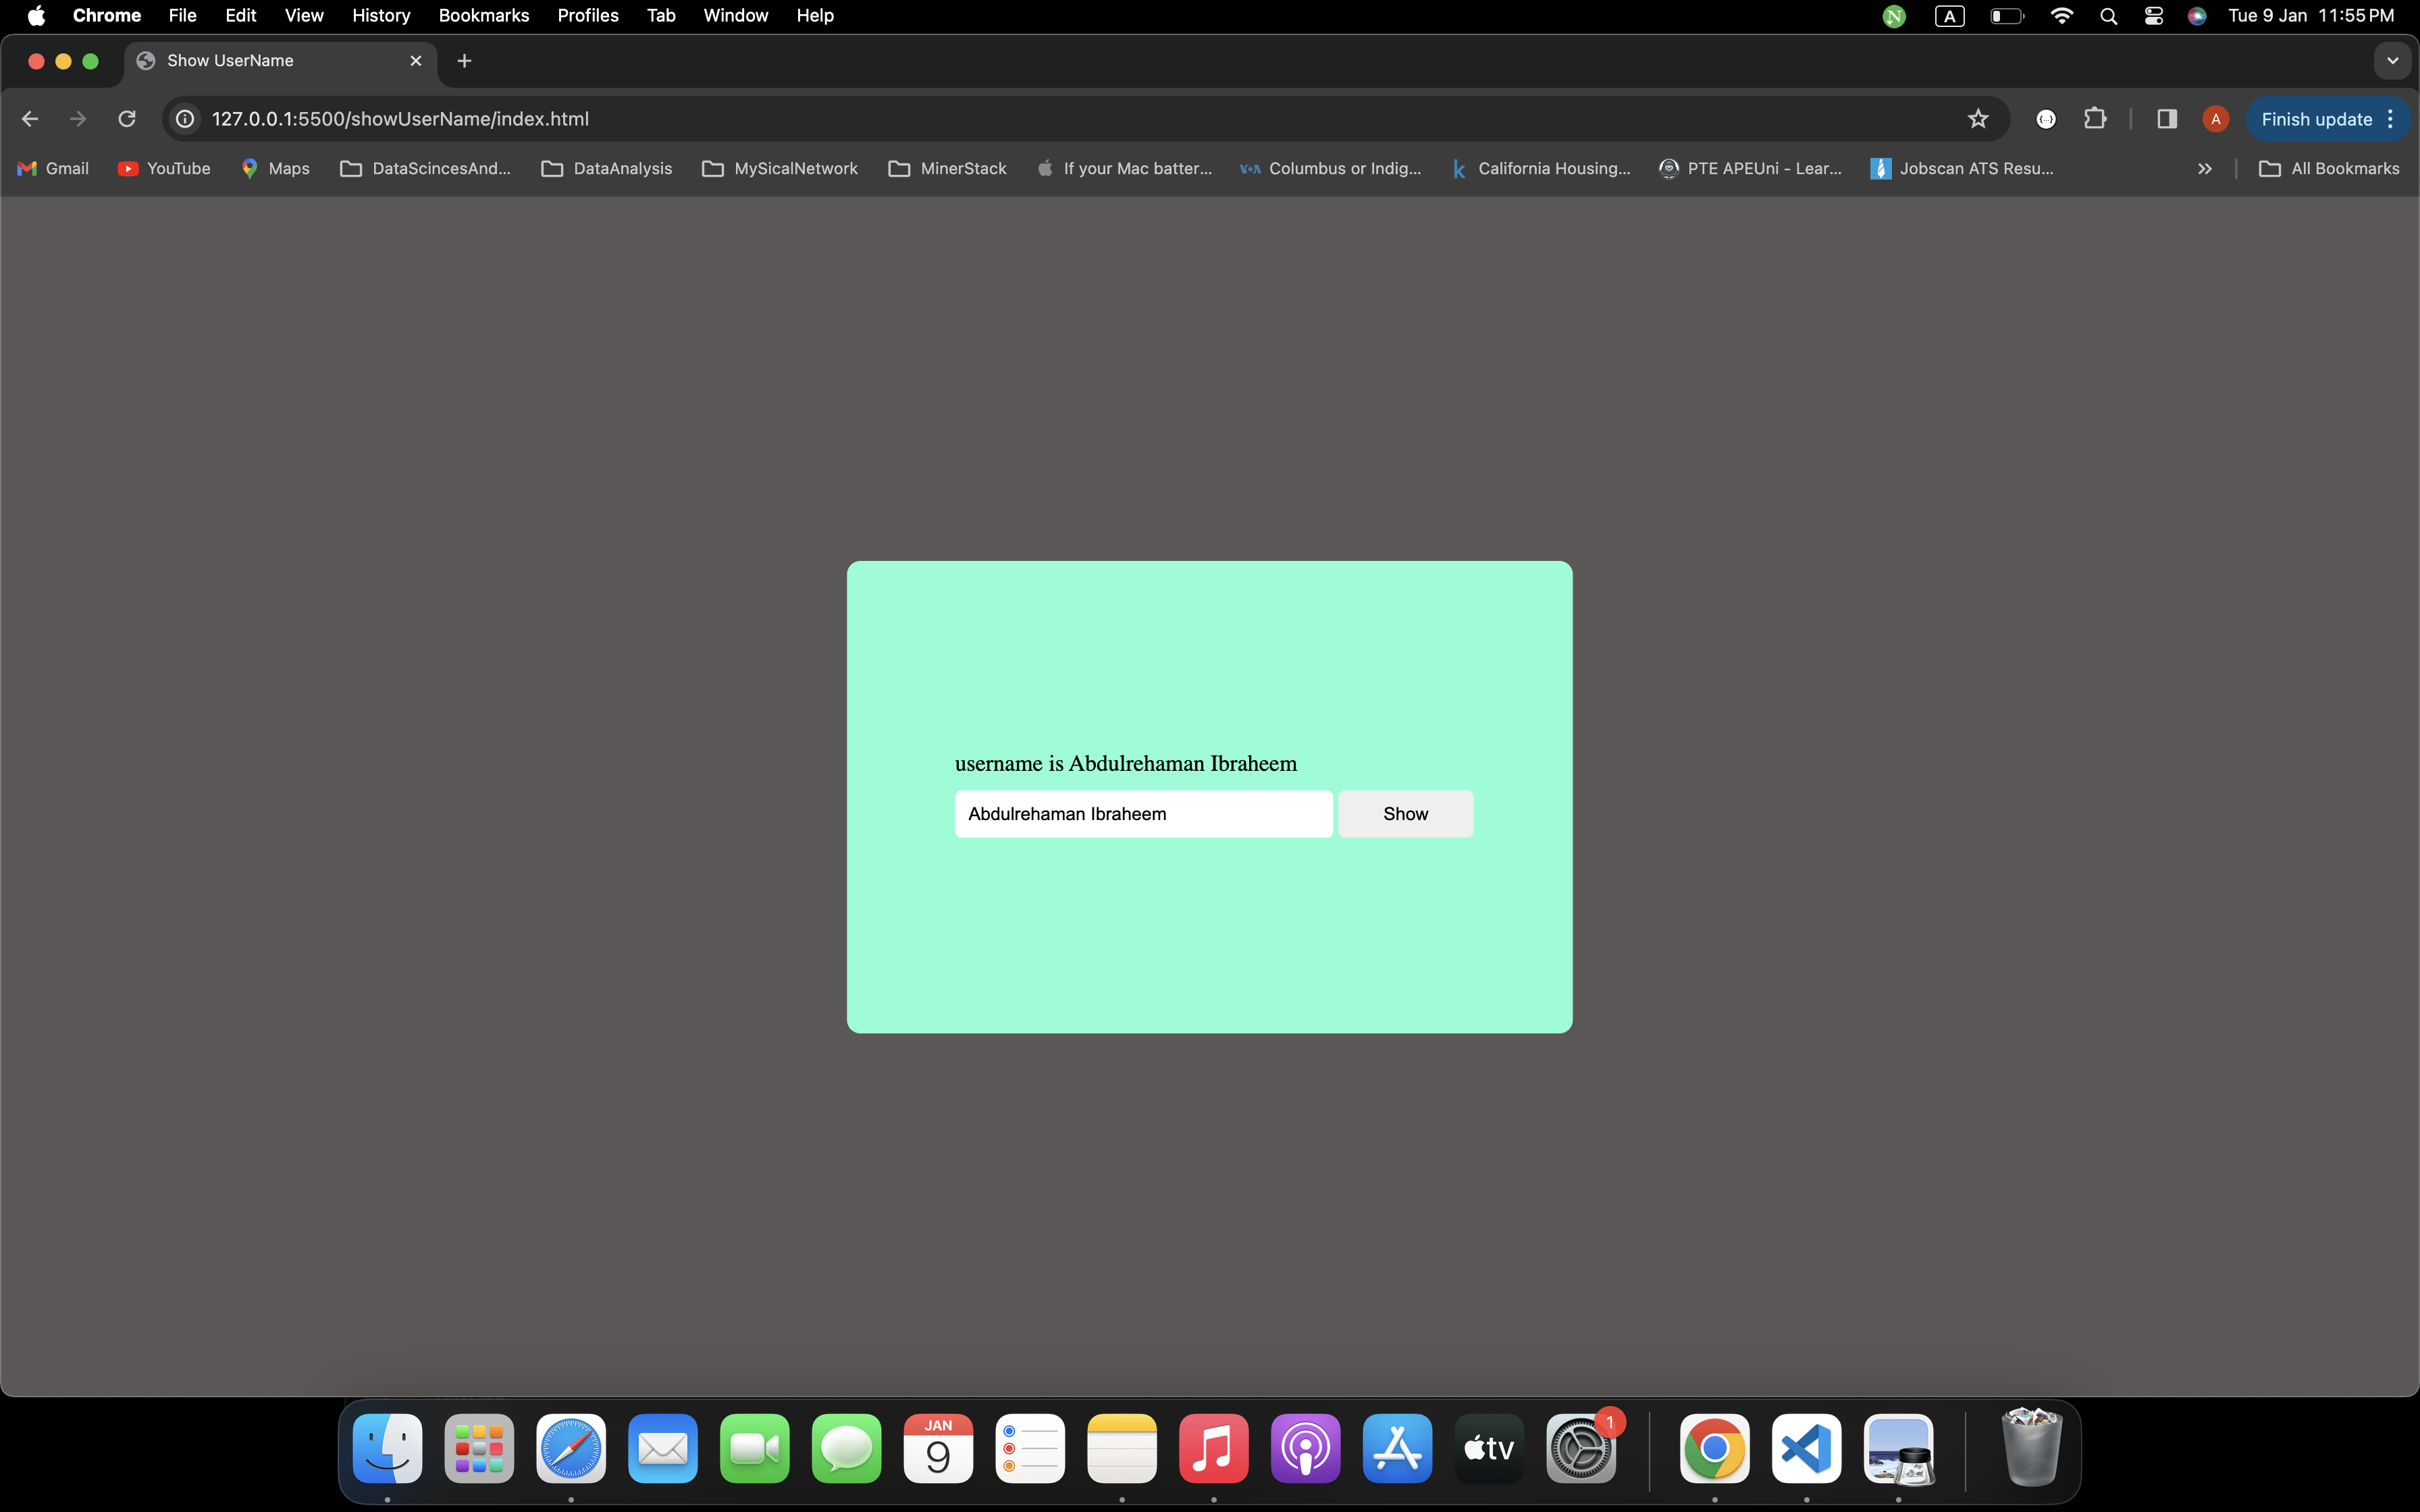 Chrome File Edit View History Bookmarks Profiles Tab Window Help A Tue 9 Jan 11:55 PM
Show UserName
127.0.0.1:5500/showUserName/index.html A Finish update
Gmail YouTube Maps DataScincesAnd... DataAnalysis MySicalNetwork MinerStack If your Mac batter... VOA Columbus or Indig... k California Housing... PTE APEUni - Lear... Jobscan ATS Resu... All Bookmarks
username is Abdulrehaman Ibraheem
Abdulrehaman Ibraheem Show
JAN
9
tv
1